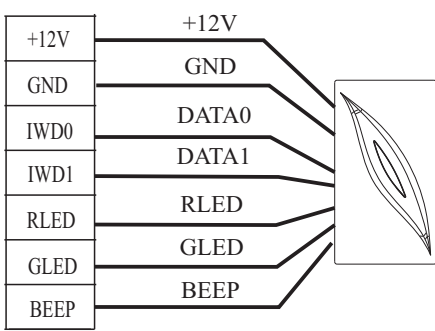 +12V +12V
GND GND
IWD0 DATA0
IWD1 DATA1
RLED RLED
GLED GLED
BEEP BEEP